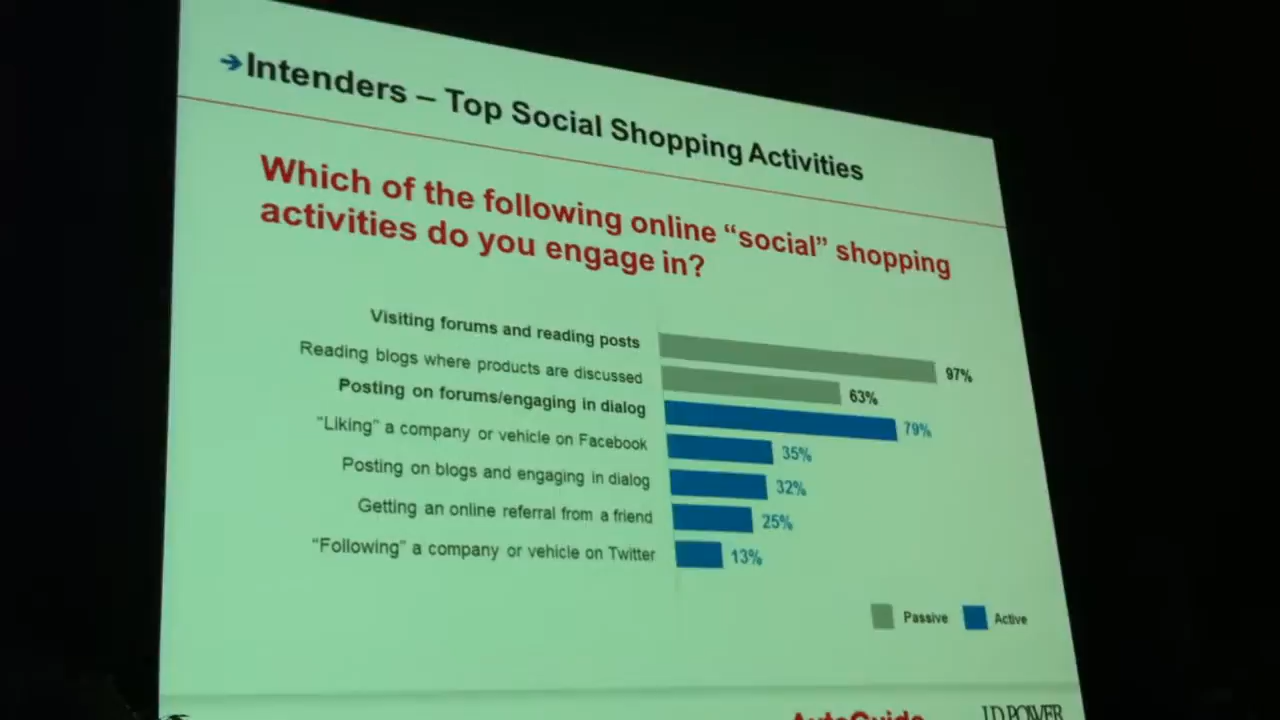 Intenders – Top Social Shopping Activities
Which of the following online “social” shopping
activities do you engage in?
Visiting forums and reading posts 97%
Reading blogs where products are discussed 63%
Posting on forums/engaging in dialog 79%
“Liking” a company or vehicle on Facebook 35%
Posting on blogs and engaging in dialog 32%
Getting an online referral from a friend 25%
“Following” a company or vehicle on Twitter 13%
Passive Active
AutoGuide J.D. POWER